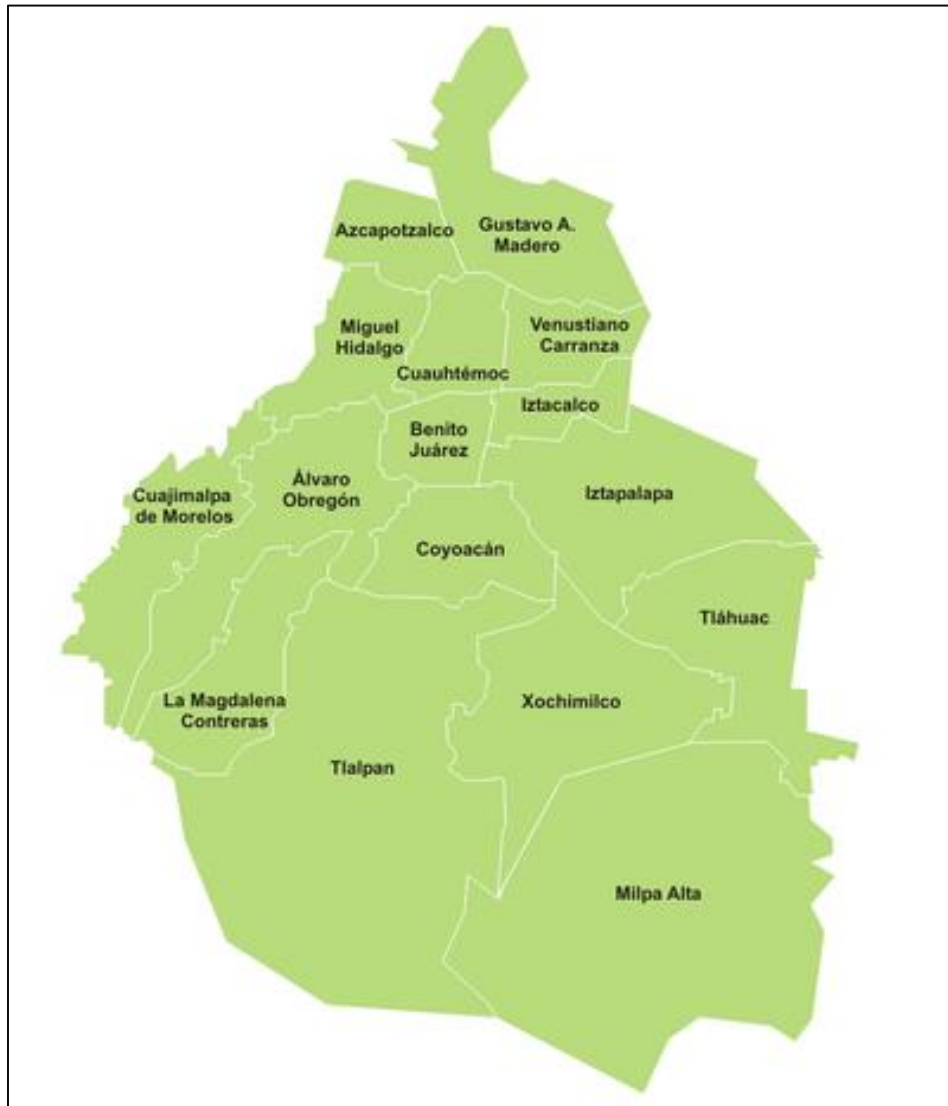 Azcapotzalco
Gustavo A.
Madero
Miguel
Hidalgo
Cuauhtémoc
Venustiano
Carranza
Iztacalco
Benito
Juárez
Cuajimalpa
de Morelos
Álvaro
Obregón
Iztapalapa
Coyoacán
Tláhuac
La Magdalena
Contreras
Xochimilco
Tlalpan
Milpa Alta